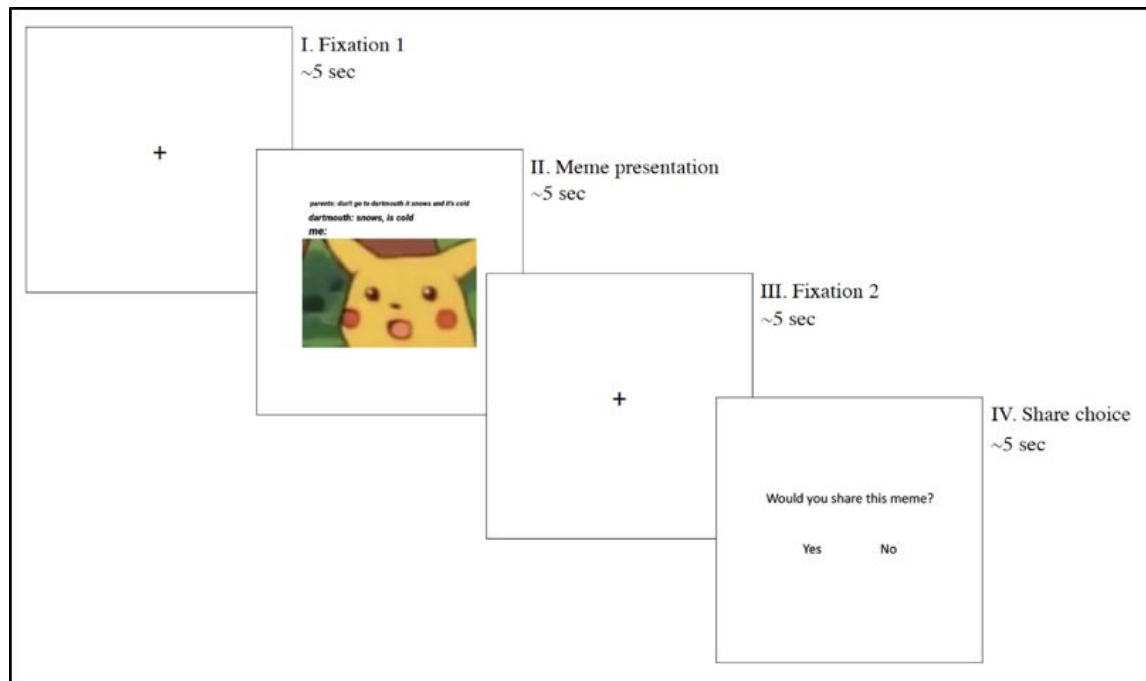 I. Fixation 1
~5 sec
+
II. Meme presentation
~5 sec
parents: don't go to dartmouth it snows and it's cold
dartmouth: snows, is cold
me:
III. Fixation 2
~5 sec
+
IV. Share choice
~5 sec
Would you share this meme?
Yes No